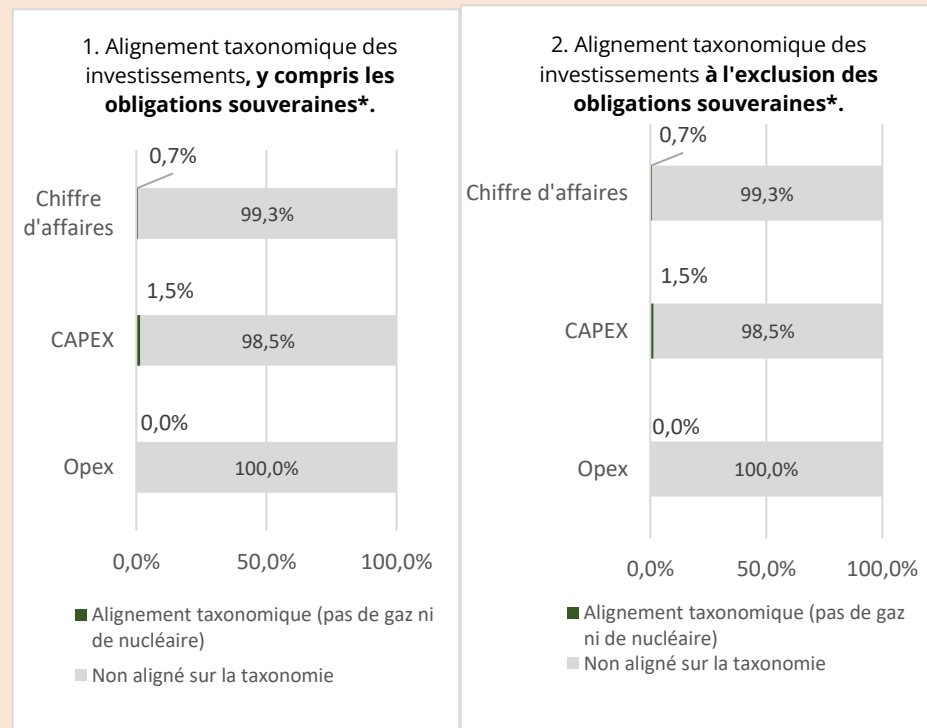 1. Alignement taxonomique des
investissements, y compris les
obligations souveraines*.
0,7%
Chiffre
d'affaires
99,3%
1,5%
CAPEX
98,5%
0,0%
Opex
100,0%
0,0%
50,0%
100,0%
Alignement taxonomique (pas de gaz ni
de nucléaire)
Non aligné sur la taxonomie
2. Alignement taxonomique des
investissements à l'exclusion des
obligations souveraines*.
0,7%
Chiffre d'affaires
99,3%
1,5%
CAPEX
98,5%
0,0%
Opex
100,0%
0,0%
50,0%
100,0%
Alignement taxonomique (pas de gaz
ni de nucléaire)
Non aligné sur la taxonomie